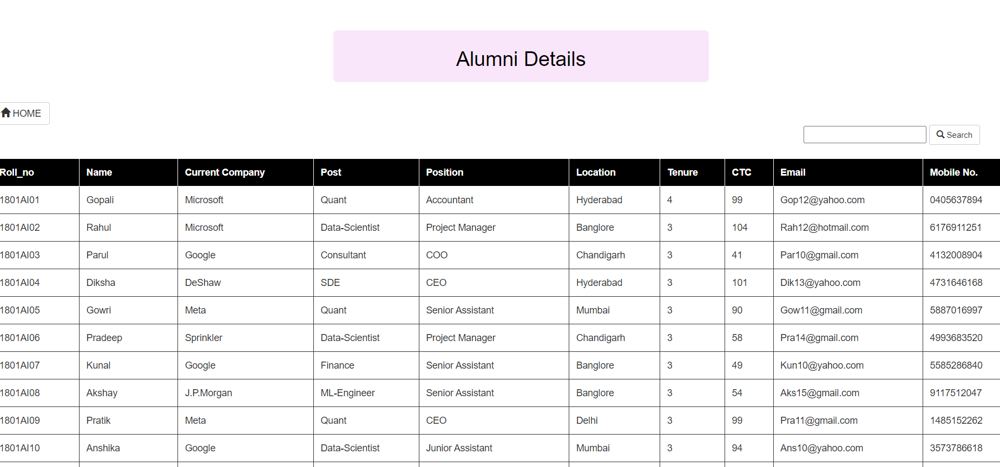 Alumni Details
HOME
Search
Roll_no Name Current Company Post Position Location Tenure CTC Email Mobile No.
1801AI01 Gopali Microsoft Quant Accountant Hyderabad 4 99 Gop12@yahoo.com 0405637894
1801AI02 Rahul Microsoft Data-Scientist Project Manager Banglore 3 104 Rah12@hotmail.com 6176911251
1801AI03 Parul Google Consultant COO Chandigarh 3 41 Par10@gmail.com 4132008904
1801AI04 Diksha DeShaw SDE CEO Hyderabad 3 101 Dik13@yahoo.com 4731646168
1801AI05 Gowri Meta Quant Senior Assistant Mumbai 3 90 Gow11@gmail.com 5887016997
1801AI06 Pradeep Sprinkler Data-Scientist Project Manager Chandigarh 3 58 Pra14@gmail.com 4993683520
1801AI07 Kunal Google Finance Senior Assistant Banglore 3 49 Kun10@yahoo.com 5585286840
1801AI08 Akshay J.P.Morgan ML-Engineer Senior Assistant Banglore 3 54 Aks15@gmail.com 9117512047
1801AI09 Pratik Meta Quant CEO Delhi 3 99 Pra11@gmail.com 1485152262
1801AI10 Anshika Google Data-Scientist Junior Assistant Mumbai 3 94 Ans10@yahoo.com 3573786618